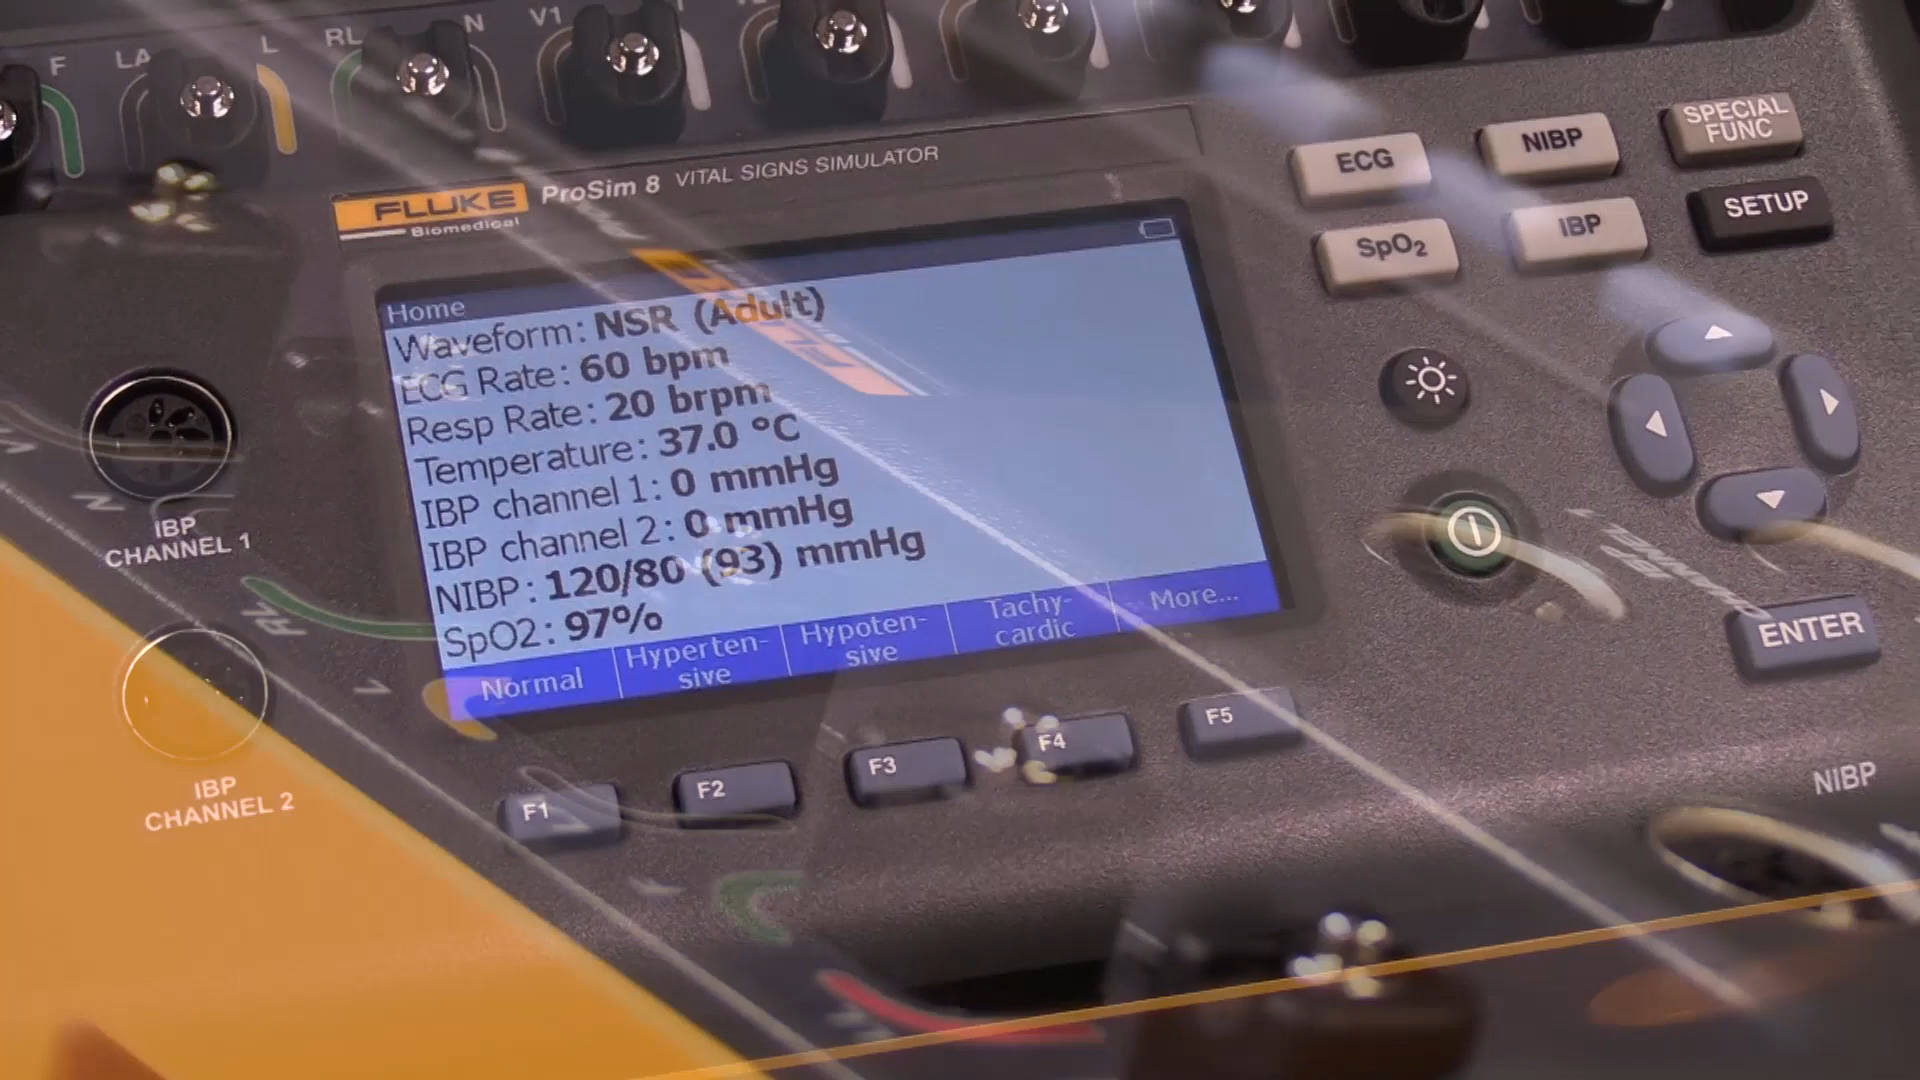 F
LA
L
RL
N
V1
FLUKE
Biomedical
ProSim 8 VITAL SIGNS SIMULATOR
Home
Waveform: NSR (Adult)
ECG Rate: 60 bpm
Resp Rate: 20 brpm
Temperature: 37.0 °C
IBP channel 1: 0 mmHg
IBP channel 2: 0 mmHg
NIBP: 120/80 (93) mmHg
SpO2: 97%
Normal
Hyperten-
sive
Hypoten-
sive
Tachy-
cardic
More...
F1
F2
F3
F4
F5
ECG
NIBP
SPECIAL
FUNC
SpO2
IBP
SETUP
ENTER
NIBP
IBP
CHANNEL 1
IBP
CHANNEL 2
RL
N
L
F